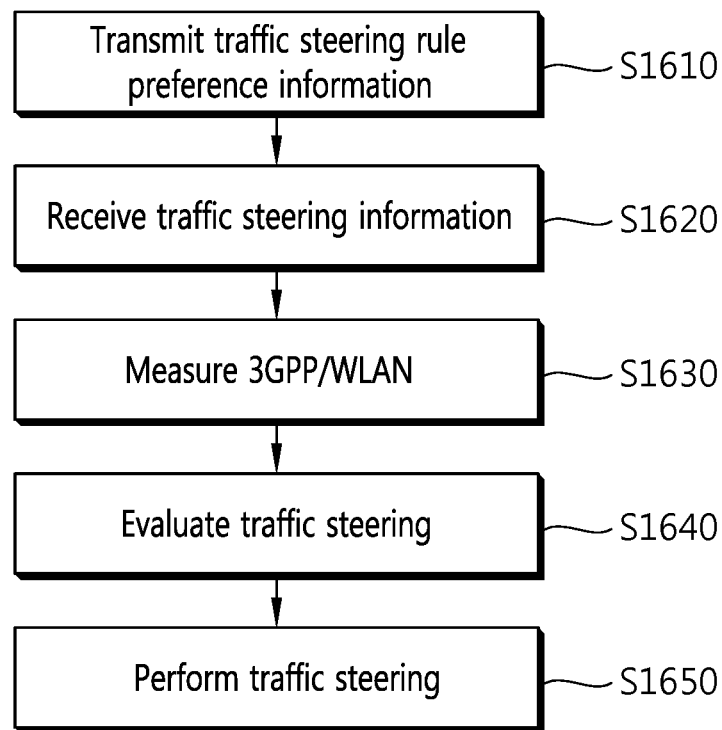 Transmit traffic steering rule
preference information
S1610
Receive traffic steering information
S1620
Measure 3GPP/WLAN
S1630
Evaluate traffic steering
S1640
Perform traffic steering
S1650